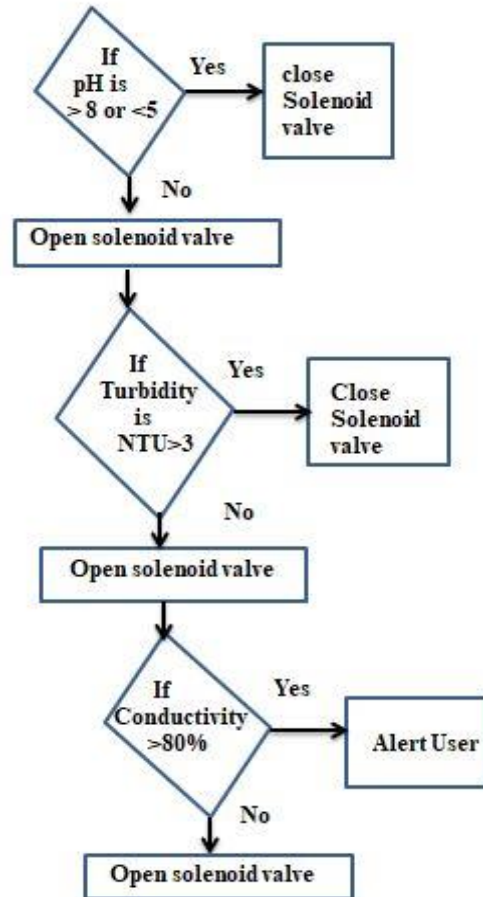 If
pH is
> 8 or <5
Yes
close
Solenoid
valve
No
Open solenoid valve
If
Turbidity
is
NTU>3
Yes
Close
Solenoid
valve
No
Open solenoid valve
If
Conductivity
>80%
Yes
Alert User
No
Open solenoid valve